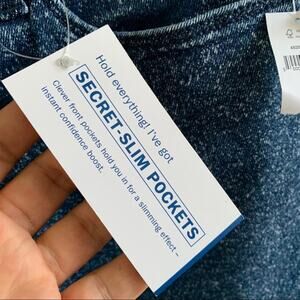 Hold everything! I've got
SECRET-SLIM POCKETS
Clever front pockets hold you in for a slimming effect –
instant confidence boost.